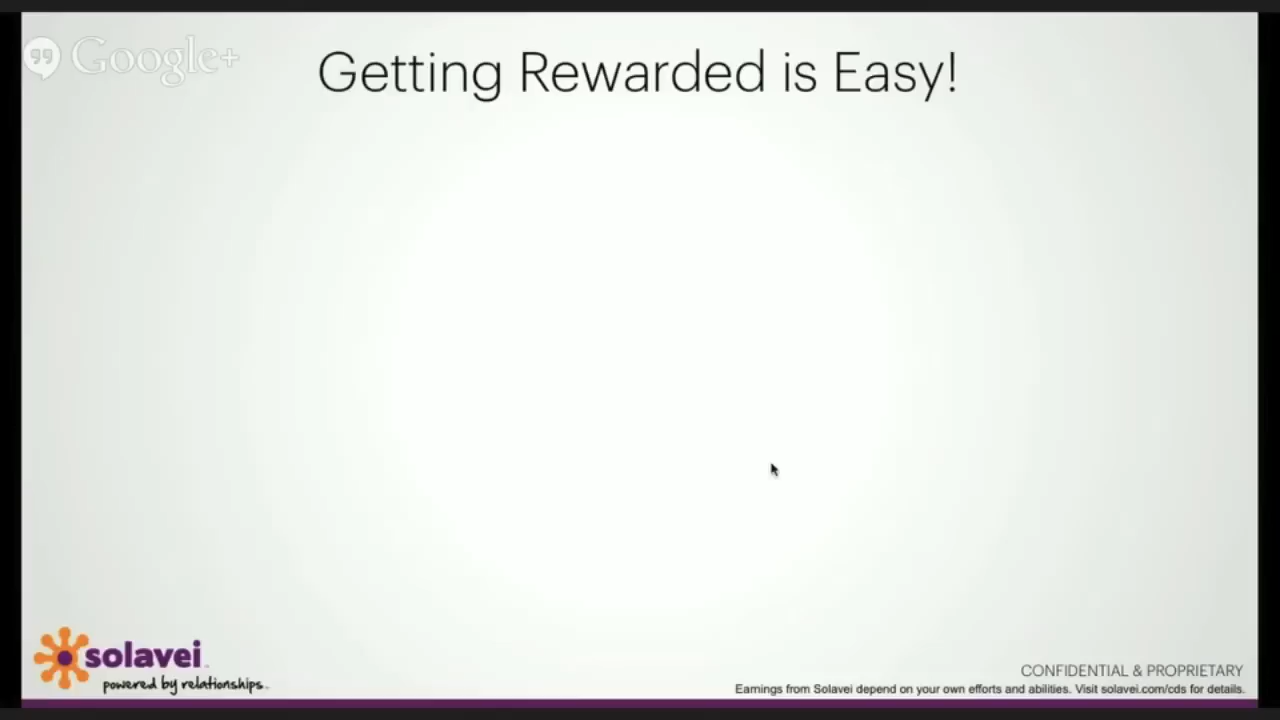 Google+
Getting Rewarded is Easy!
solavei
powered by relationships.
CONFIDENTIAL & PROPRIETARY
Earnings from Solavei depend on your own efforts and abilities. Visit solavei.com/cds for details.